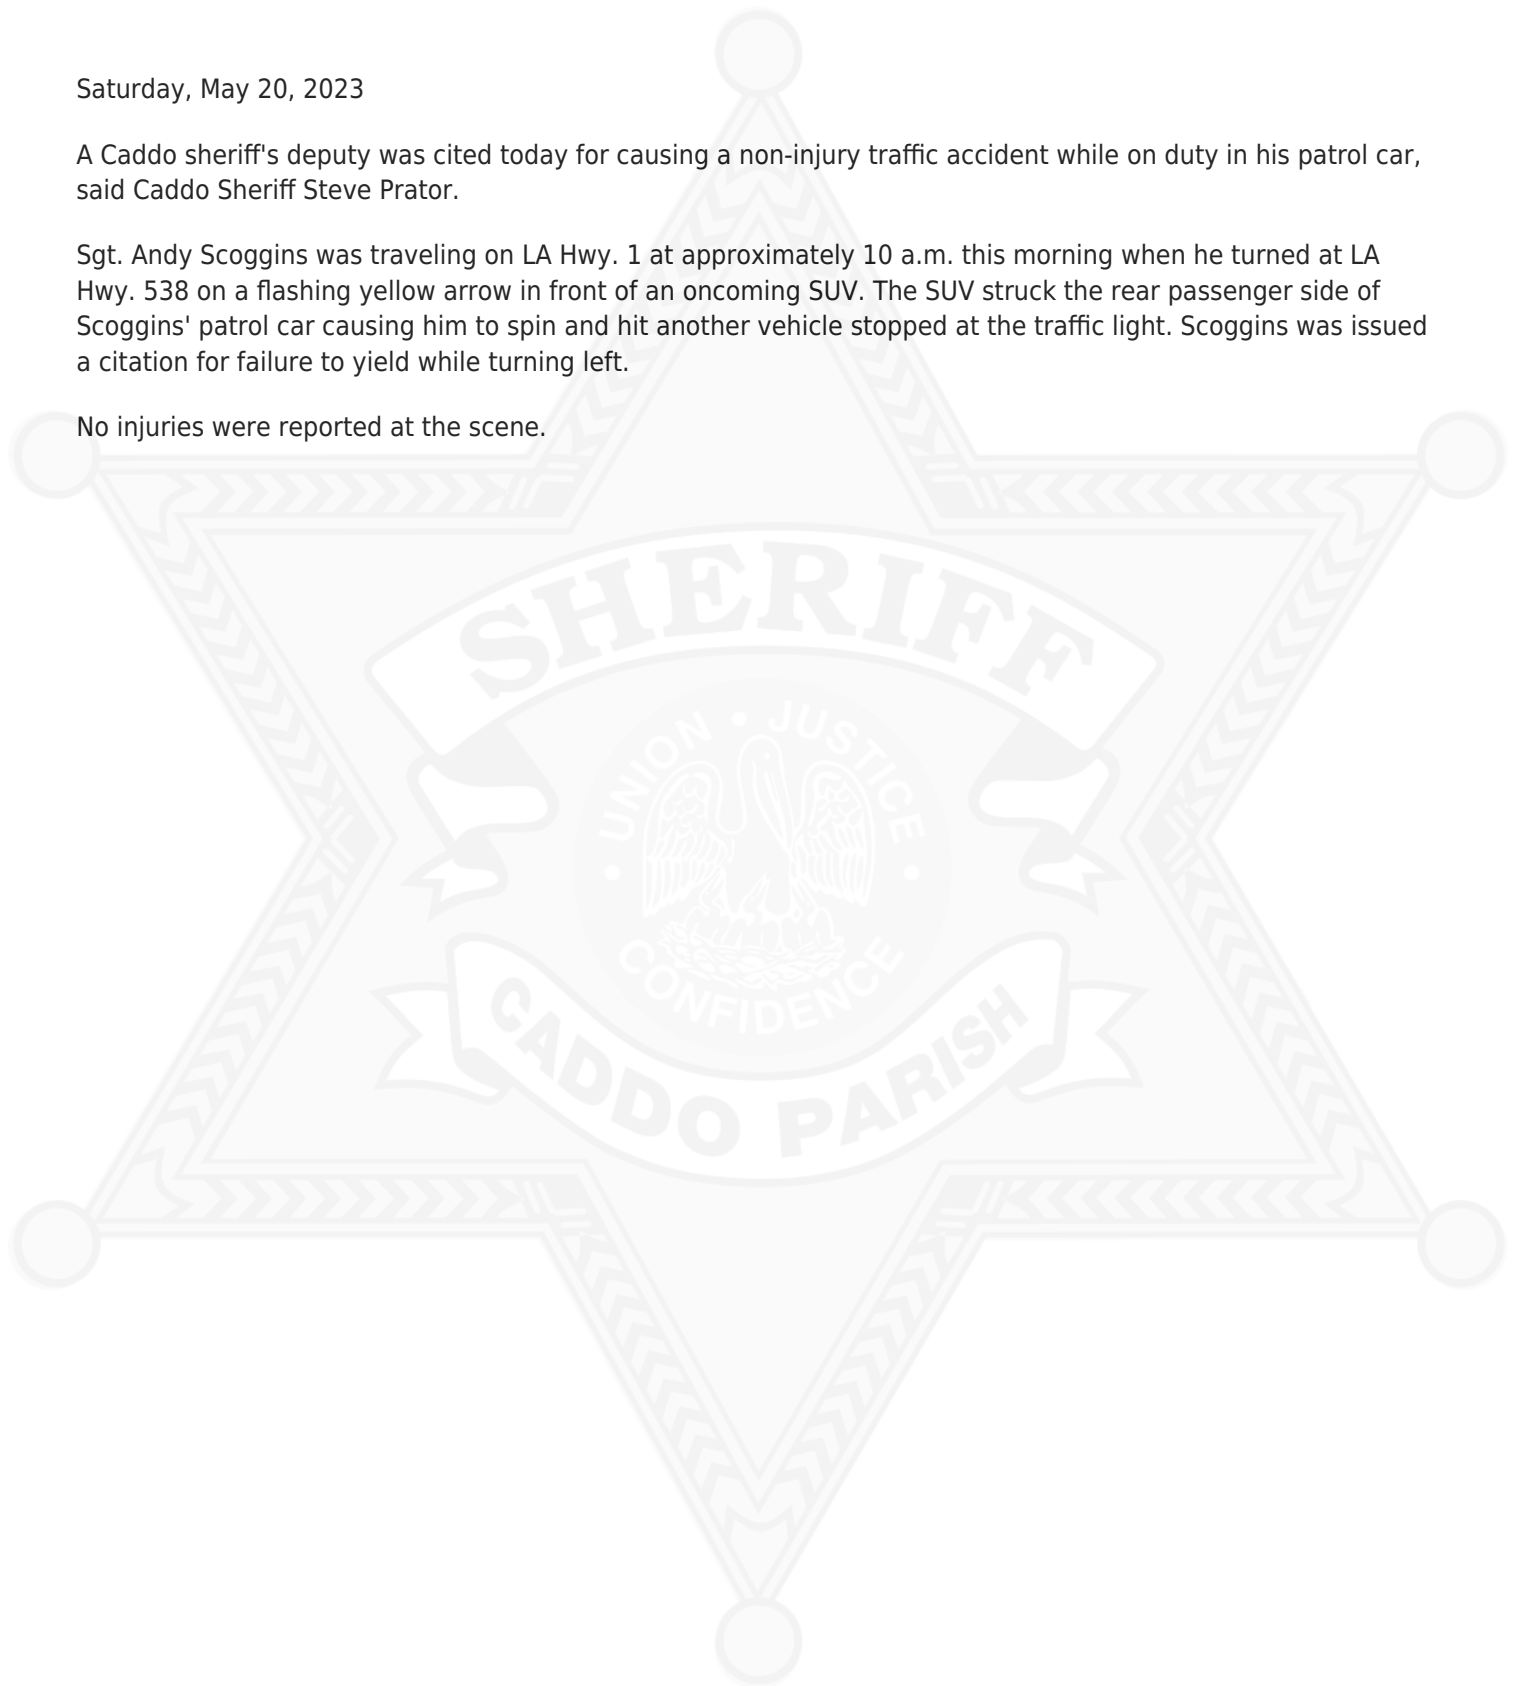 Saturday, May 20, 2023
A Caddo sheriff's deputy was cited today for causing a non-injury traffic accident while on duty in his patrol car,
said Caddo Sheriff Steve Prator.
Sgt. Andy Scoggins was traveling on LA Hwy. 1 at approximately 10 a.m. this morning when he turned at LA
Hwy. 538 on a flashing yellow arrow in front of an oncoming SUV. The SUV struck the rear passenger side of
Scoggins' patrol car causing him to spin and hit another vehicle stopped at the traffic light. Scoggins was issued
a citation for failure to yield while turning left.
No injuries were reported at the scene.
SHERIFF
UNION • JUSTICE
• CONFIDENCE •
CADDO PARISH